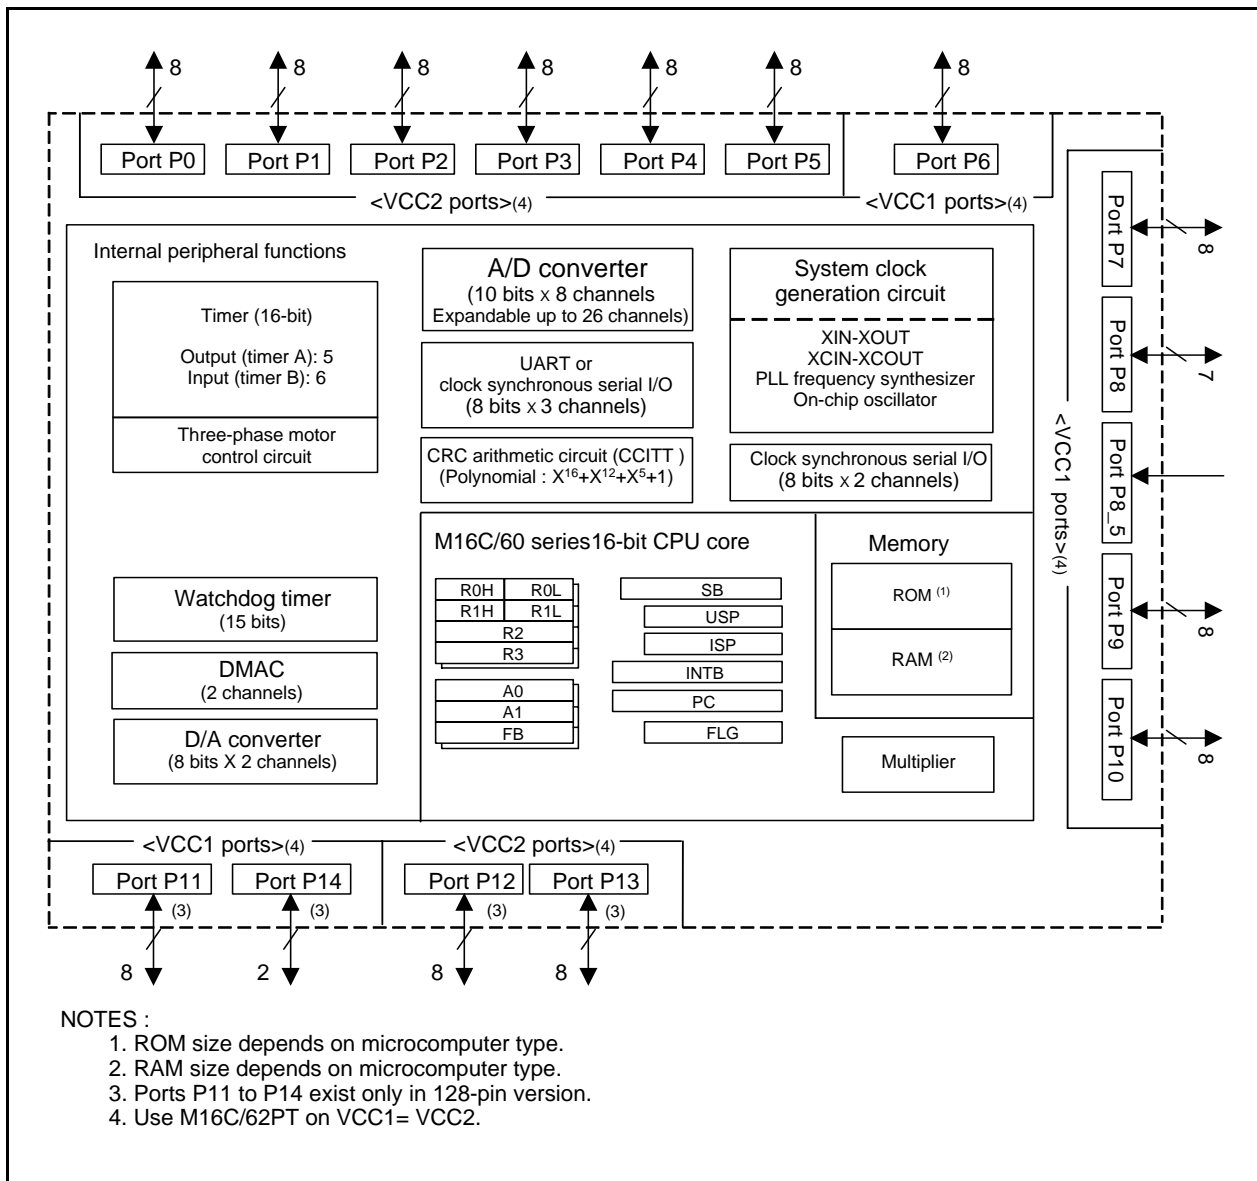 8
8
8
8
8
8
8
Port P0
Port P1
Port P2
Port P3
Port P4
Port P5
Port P6
<VCC2 ports>(4)
<VCC1 ports>(4)
Internal peripheral functions
Timer (16-bit)
Output (timer A): 5
Input (timer B): 6
Three-phase motor
control circuit
Watchdog timer
(15 bits)
DMAC
(2 channels)
D/A converter
(8 bits X 2 channels)
A/D converter
(10 bits x 8 channels
Expandable up to 26 channels)
UART or
clock synchronous serial I/O
(8 bits x 3 channels)
CRC arithmetic circuit (CCITT )
(Polynomial : X¹⁶+X¹²+X⁵+1)
System clock
generation circuit
XIN-XOUT
XCIN-XCOUT
PLL frequency synthesizer
On-chip oscillator
Clock synchronous serial I/O
(8 bits x 2 channels)
M16C/60 series16-bit CPU core
R0H
R0L
R1H
R1L
R2
R3
A0
A1
FB
SB
USP
ISP
INTB
PC
FLG
Memory
ROM (1)
RAM (2)
Multiplier
<VCC1 ports>(4)
Port P7
8
Port P8
7
Port P8_5
Port P9
8
Port P10
8
<VCC1 ports>(4)
<VCC2 ports>(4)
Port P11
Port P14
Port P12
Port P13
(3)
(3)
(3)
(3)
8
2
8
8
NOTES :
1. ROM size depends on microcomputer type.
2. RAM size depends on microcomputer type.
3. Ports P11 to P14 exist only in 128-pin version.
4. Use M16C/62PT on VCC1= VCC2.